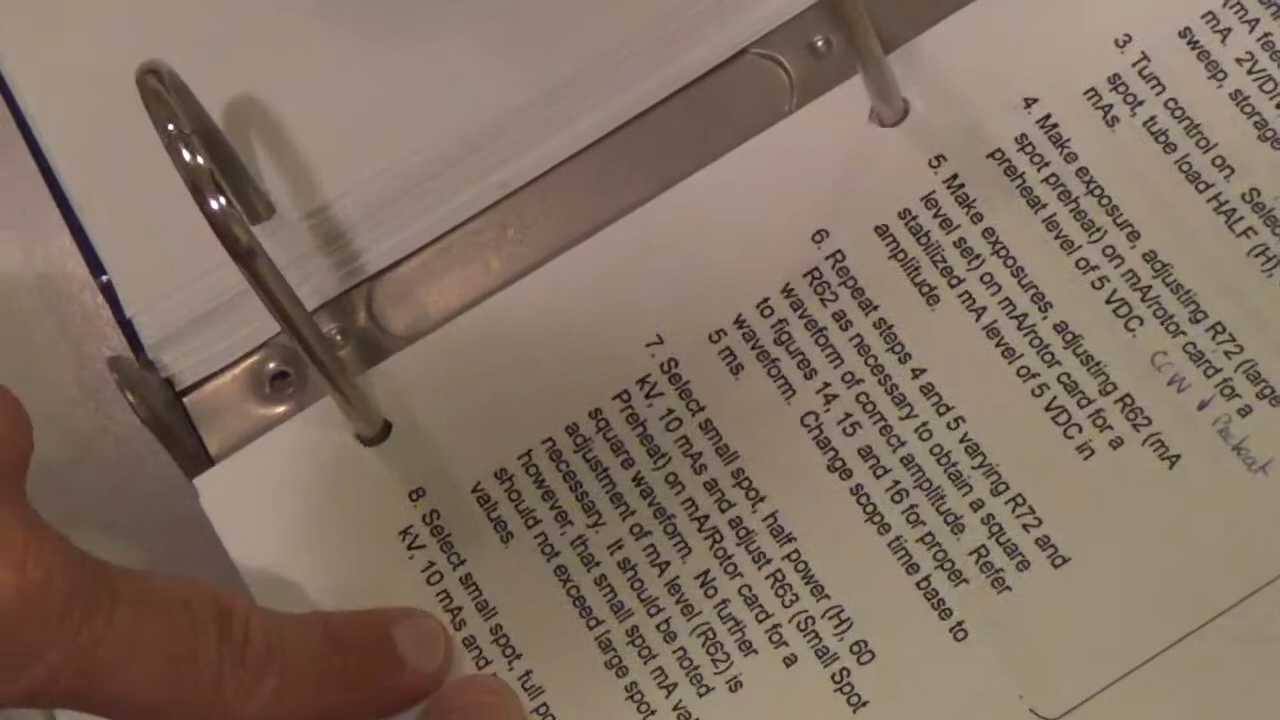 (mA fee
mA. 2V/Di
sweep, storage
3. Turn control on. Selec
spot, tube load HALF (H),
mAs.
4. Make exposure, adjusting R72 (large
spot preheat) on mA/rotor card for a
preheat level of 5 VDC.
CCW ↓
5. Make exposures, adjusting R62 (mA
level set) on mA/rotor card for a
stabilized mA level of 5 VDC in
amplitude.
6. Repeat steps 4 and 5 varying R72 and
R62 as necessary to obtain a square
waveform of correct amplitude. Refer
to figures 14, 15 and 16 for proper
waveform. Change scope time base to
5 ms.
7. Select small spot, half power (H), 60
kV, 10 mAs and adjust R63 (Small Spot
Preheat) on mA/Rotor card for a
square waveform. No further
adjustment of mA level (R62) is
necessary. It should be noted
however, that small spot mA va
should not exceed large spot
values.
8. Select small spot, full po
kV, 10 mAs and